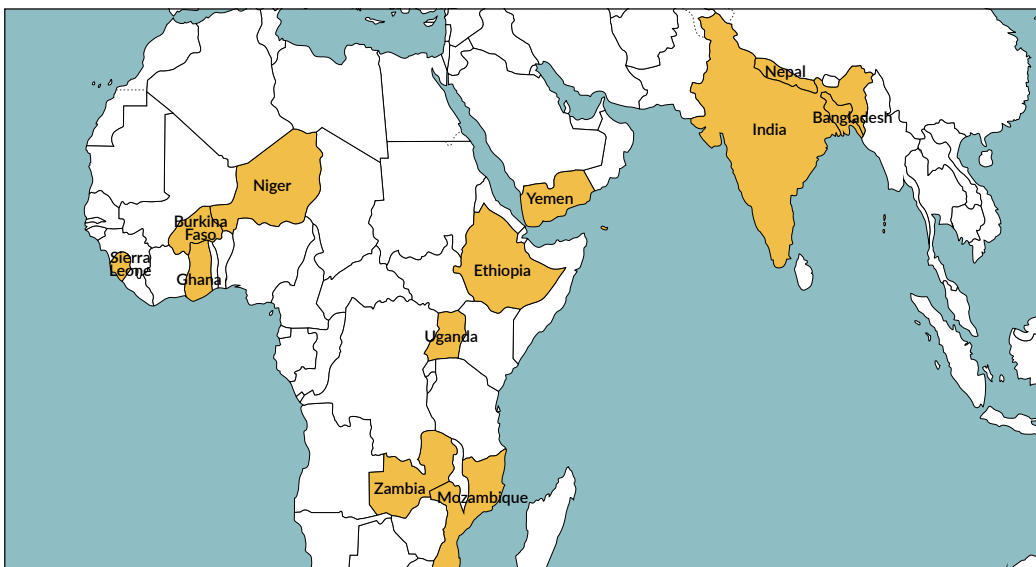 Nepal
Bangladesh
India
Niger
Yemen
Burkina
Faso
Sierra
Leone
Ghana
Ethiopia
Uganda
Zambia
Mozambique